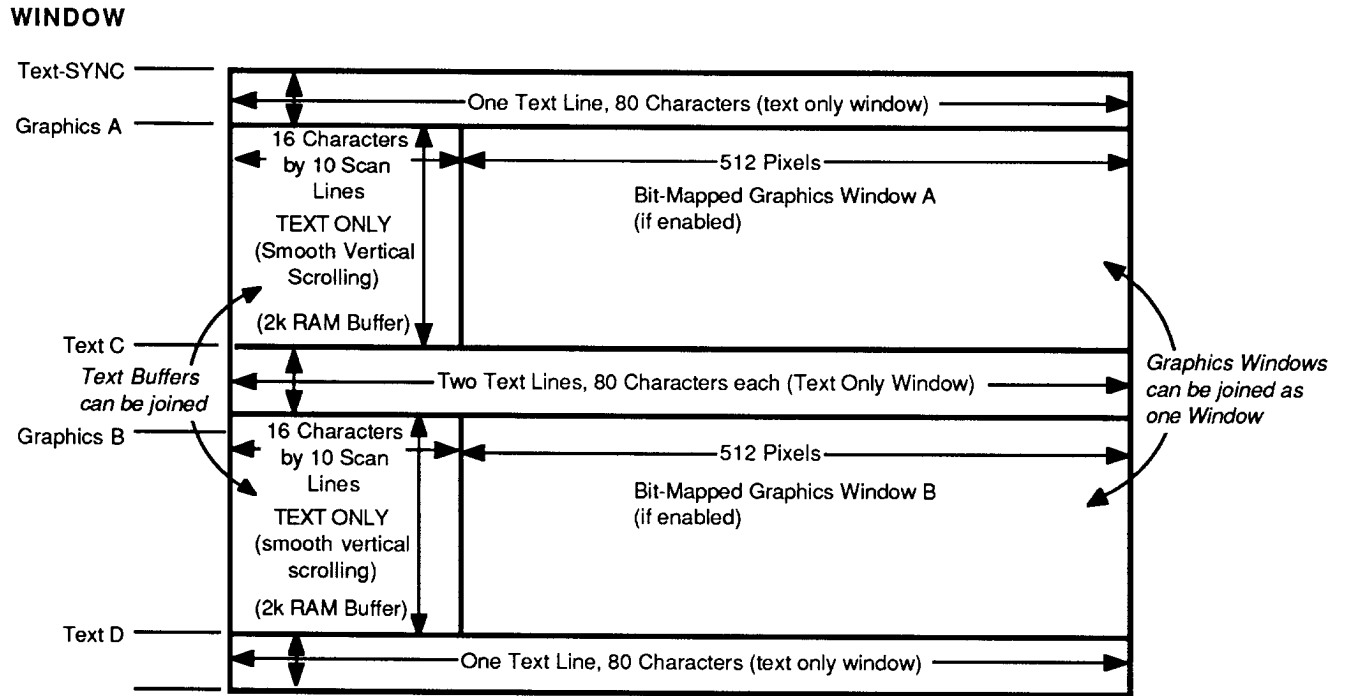 WINDOW
Text-SYNC
One Text Line, 80 Characters (text only window)
Graphics A
16 Characters
by 10 Scan
Lines
TEXT ONLY
(Smooth Vertical
Scrolling)
(2k RAM Buffer)
512 Pixels
Bit-Mapped Graphics Window A
(if enabled)
Text C
Text Buffers
can be joined
Two Text Lines, 80 Characters each (Text Only Window)
Graphics Windows
can be joined as
one Window
Graphics B
16 Characters
by 10 Scan
Lines
TEXT ONLY
(smooth vertical
scrolling)
(2k RAM Buffer)
512 Pixels
Bit-Mapped Graphics Window B
(if enabled)
Text D
One Text Line, 80 Characters (text only window)